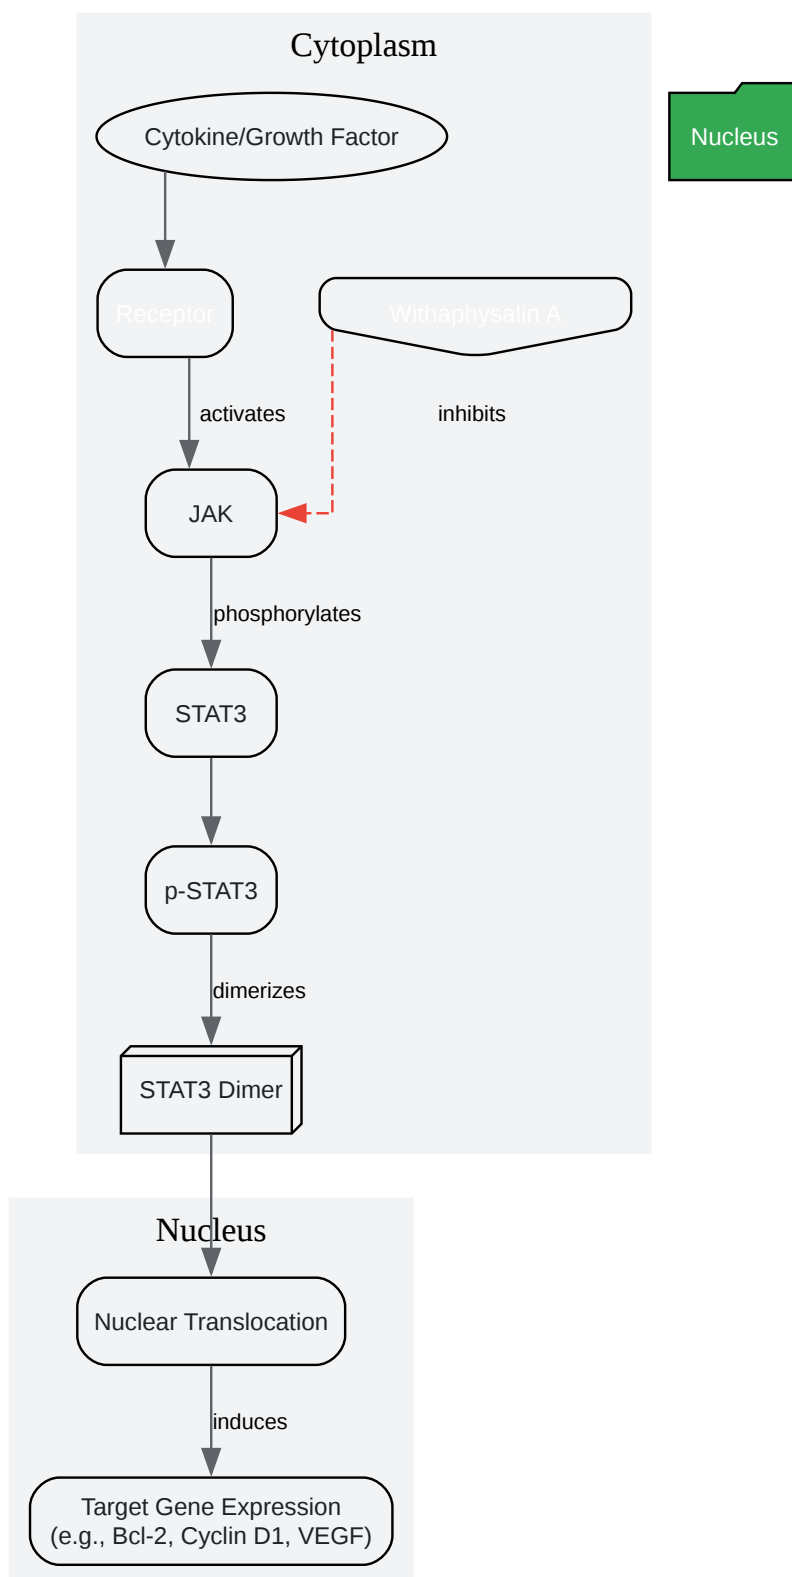 Cytoplasm
Cytokine/Growth Factor
Nucleus
Receptor
Withaphysalin A
activates
inhibits
JAK
phosphorylates
STAT3
p-STAT3
dimerizes
STAT3 Dimer
Nucleus
Nuclear Translocation
induces
Target Gene Expression
(e.g., Bcl-2, Cyclin D1, VEGF)